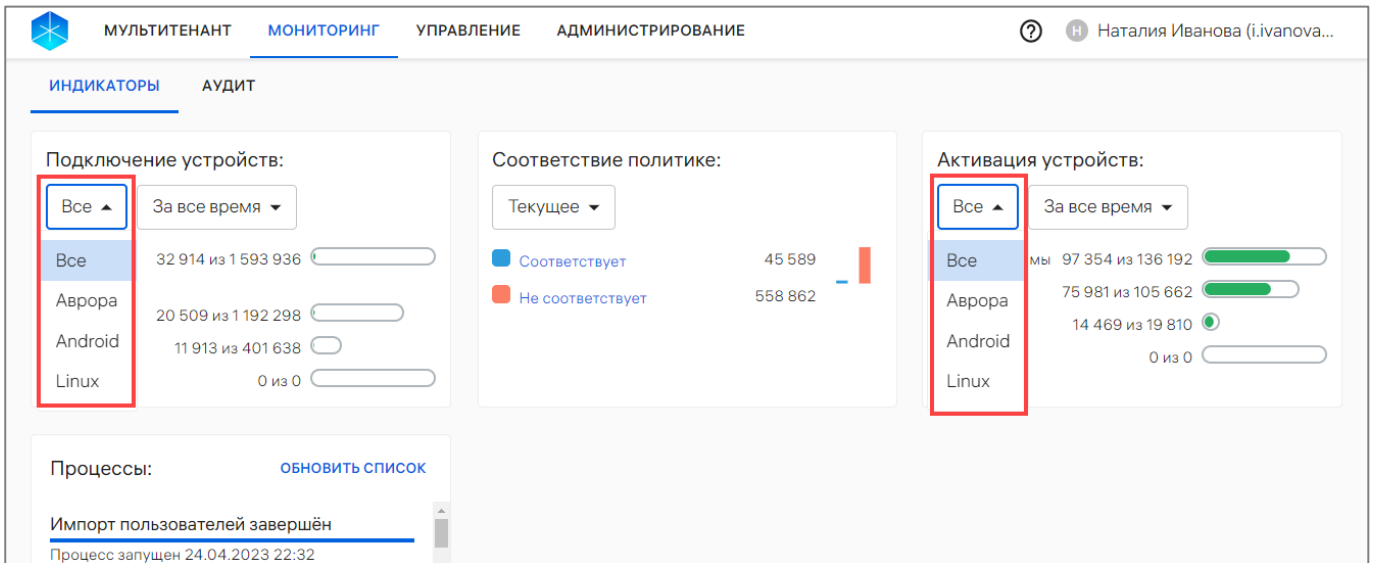 МУЛЬТИТЕНАНТ МОНИТОРИНГ УПРАВЛЕНИЕ АДМИНИСТРИРОВАНИЕ ? Н Наталия Иванова (i.ivanova...
ИНДИКАТОРЫ АУДИТ
Подключение устройств:
Все За все время
Все 32 914 из 1 593 936
Аврора
20 509 из 1 192 298
Android 11 913 из 401 638
Linux 0 из 0
Соответствие политике:
Текущее
Соответствует 45 589
Не соответствует 558 862
Активация устройств:
Все За все время
Все мы 97 354 из 136 192
Аврора 75 981 из 105 662
14 469 из 19 810
Android
0 из 0
Linux
Процессы: ОБНОВИТЬ СПИСОК
Импорт пользователей завершён
Процесс запущен 24.04.2023 22:32